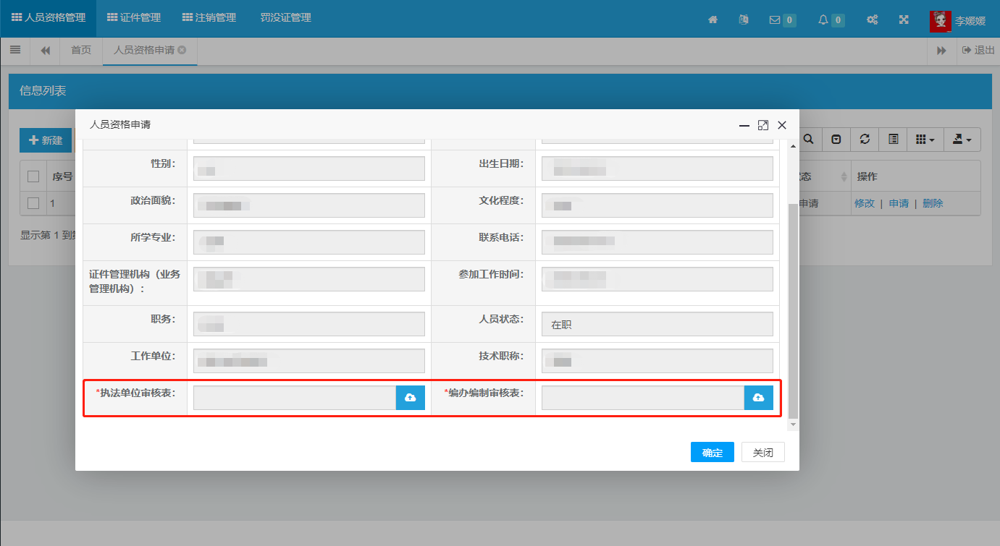 人员资格管理 证件管理 注销管理 罚没证管理 0 0 李媛媛
首页 人员资格申请 退出
信息列表
人员资格申请
新建
性别： 出生日期：
序号 态 操作
政治面貌： 文化程度：
1 申请 修改 | 申请 | 删除
所学专业： 联系电话：
显示第 1 到第
证件管理机构（业务 参加工作时间：
管理机构）：
职务： 人员状态： 在职
工作单位： 技术职称：
*执法单位审核表： *编办编制审核表：
确定 关闭